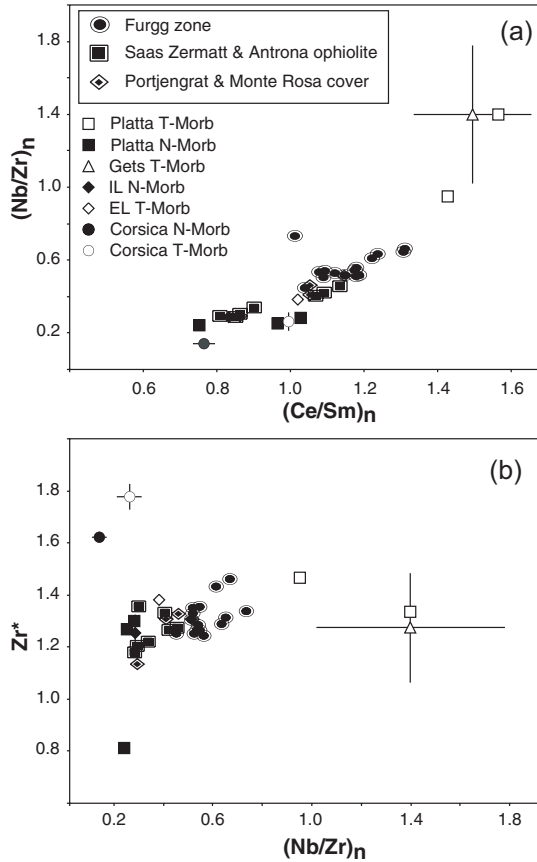 (a)
Furgg zone
Saas Zermatt & Antrona ophiolite
Portjengrat & Monte Rosa cover
Platta T-Morb
Platta N-Morb
Gets T-Morb
IL N-Morb
EL T-Morb
Corsica N-Morb
Corsica T-Morb
(Nb/Zr)n
1.8
1.4
1.0
0.6
0.2
0.6 0.8 1.0 1.2 1.4 1.6
(Ce/Sm)n
(b)
Zr*
1.8
1.6
1.4
1.2
1.0
0.8
0.2 0.6 1.0 1.4 1.8
(Nb/Zr)n